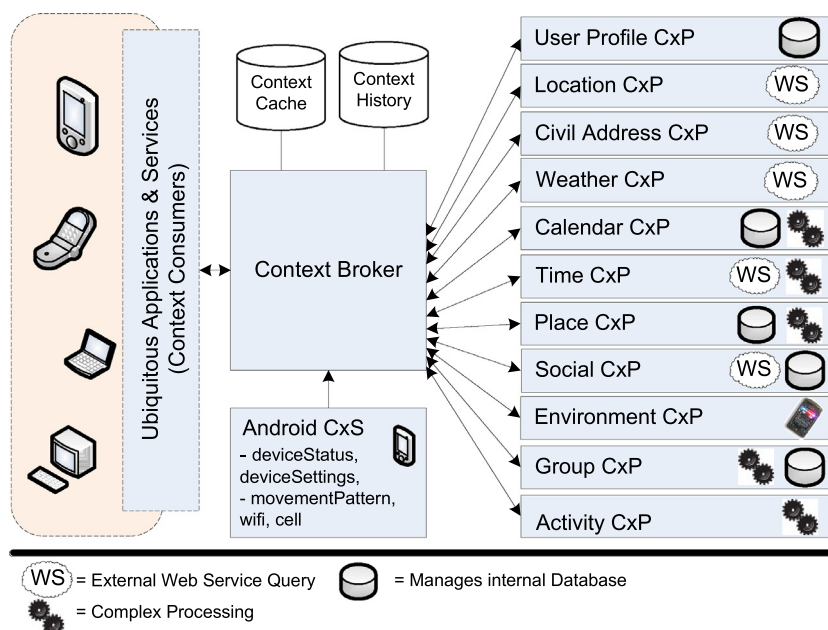 Ubiquitous Applications & Services
(Context Consumers)
Context
Cache
Context
History
Context Broker
Android CxS
- deviceStatus,
deviceSettings,
- movementPattern,
wifi, cell
User Profile CxP
Location CxP WS
Civil Address CxP WS
Weather CxP WS
Calendar CxP
Time CxP WS
Place CxP
Social CxP WS
Environment CxP
Group CxP
Activity CxP
WS = External Web Service Query
= Manages internal Database
= Complex Processing